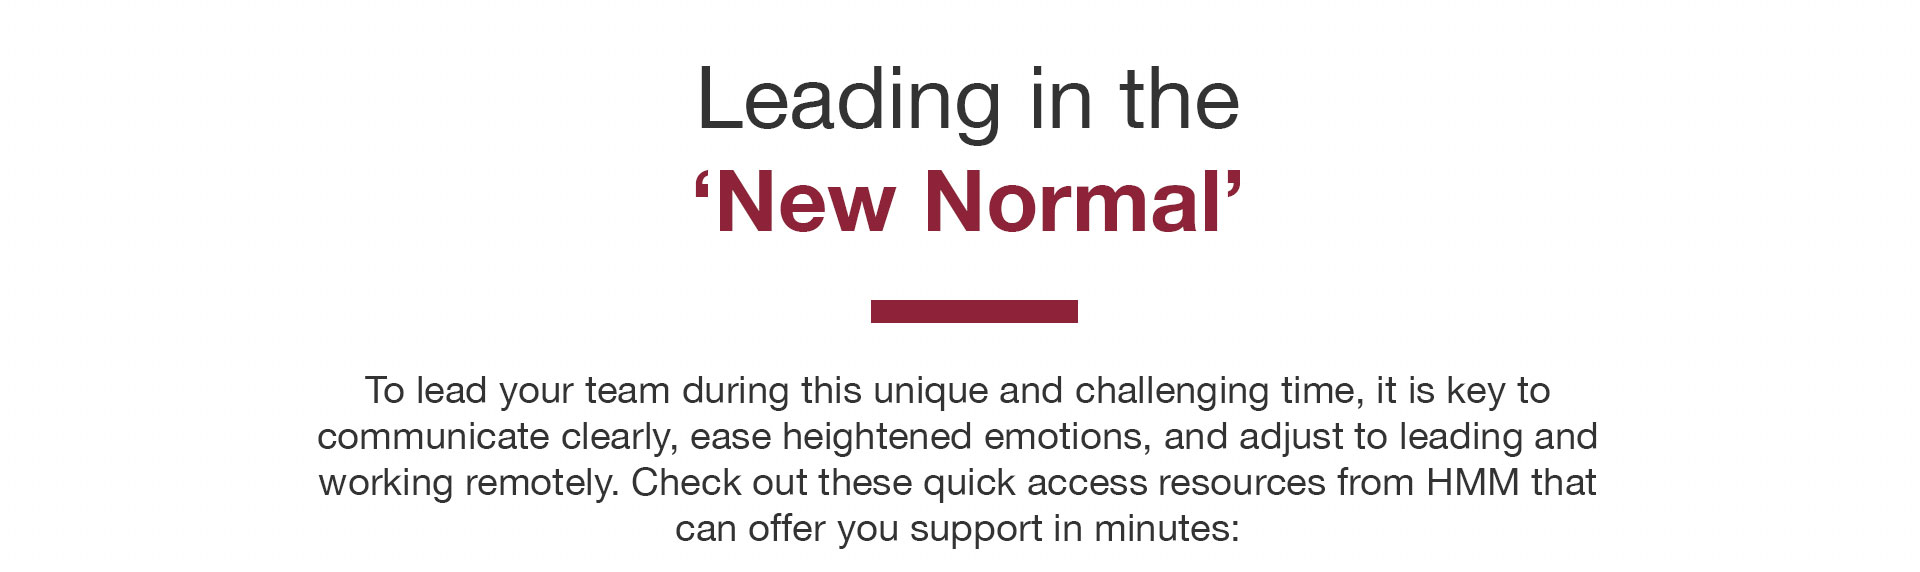 Leading in the
‘New Normal’
To lead your team during this unique and challenging time, it is key to
communicate clearly, ease heightened emotions, and adjust to leading and
working remotely. Check out these quick access resources from HMM that
can offer you support in minutes: